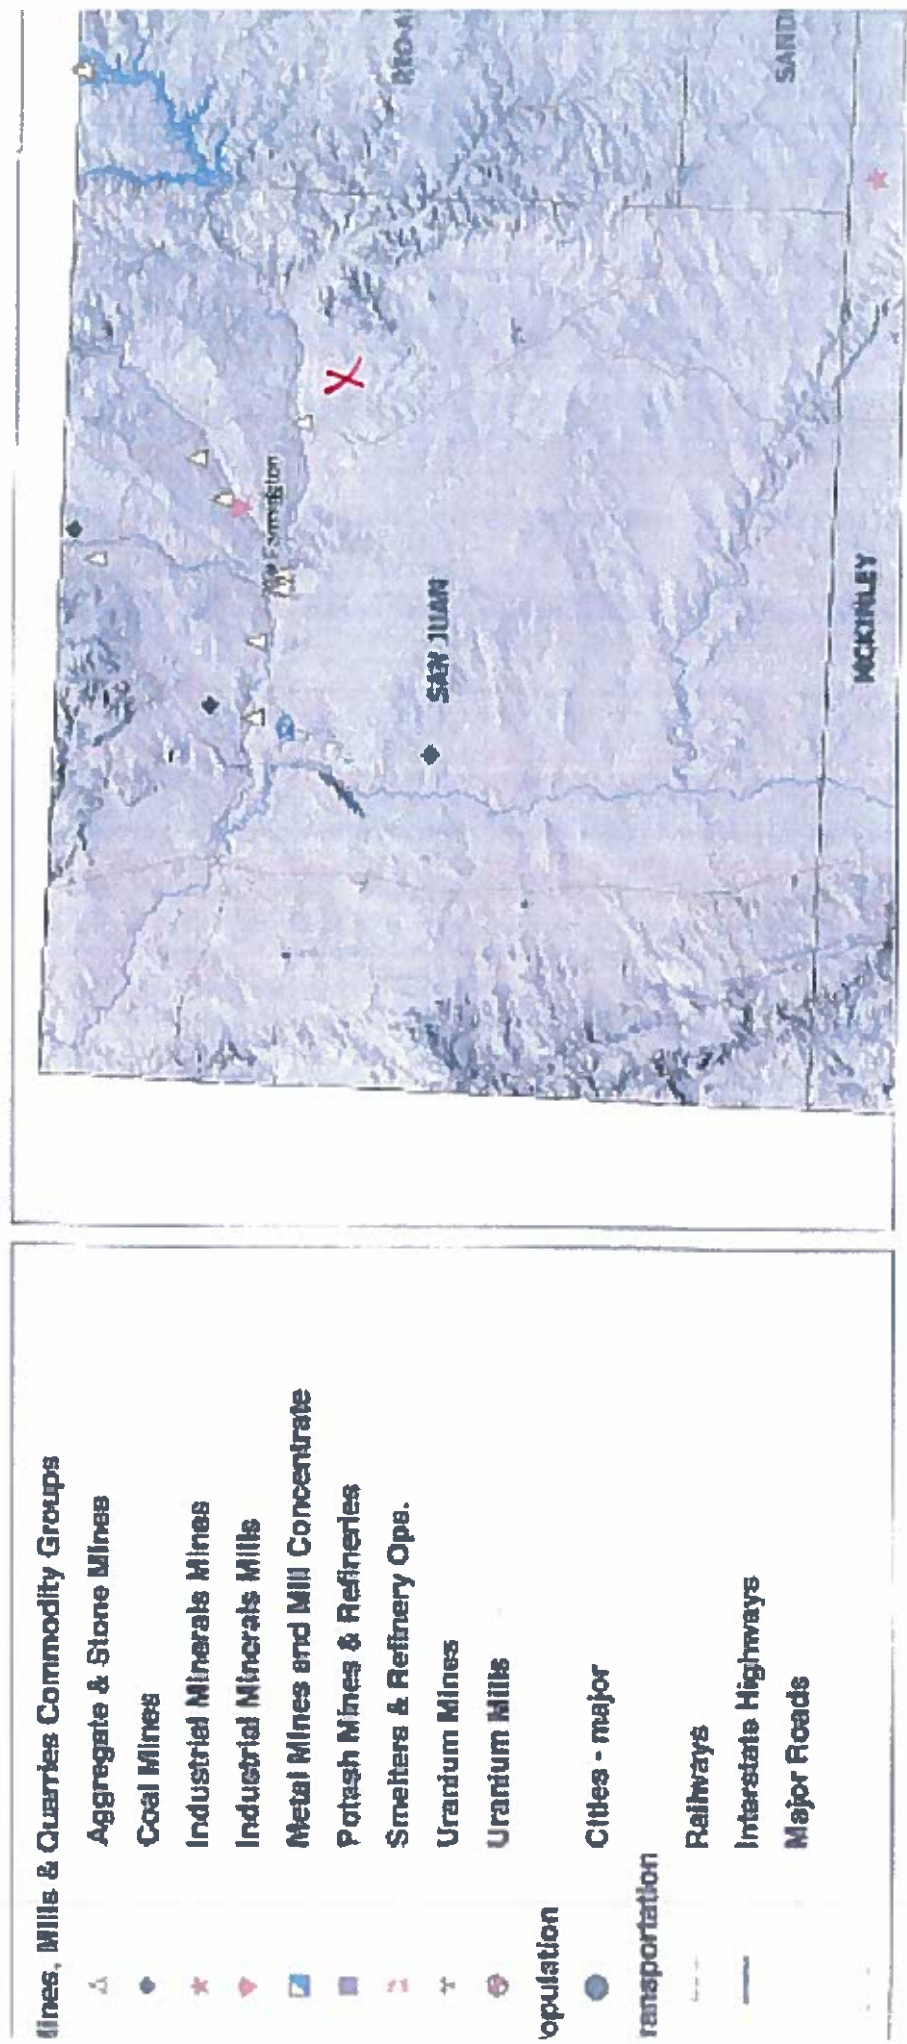 ines, Mills & Quarries Commodity Groups
Aggregate & Stone Mines
Coal Mines
Industrial Minerals Mines
Industrial Minerals Mills
Metal Mines and Mill Concentrate
Potash Mines & Refineries
Smelters & Refinery Ops.
Uranium Mines
Uranium Mills
opulation
Cities - major
ransportation
Railways
Interstate Highways
Major Roads
Farmington
SAN JUAN
MCKINLEY
RIO A
SAND
X